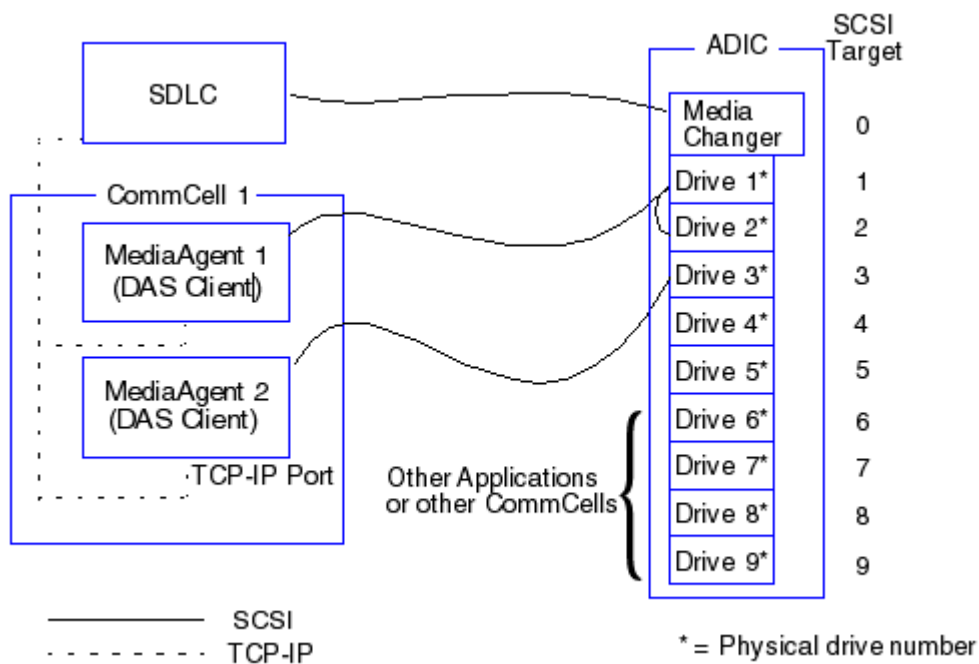 SCSI
Target
ADIC
SDLC
Media
Changer
0
CommCell 1
Drive 1*
1
MediaAgent 1
(DAS Client)
Drive 2*
2
Drive 3*
3
Drive 4*
4
MediaAgent 2
(DAS Client)
Drive 5*
5
Drive 6*
6
TCP-IP Port
Other Applications
or other CommCells
Drive 7*
7
Drive 8*
8
Drive 9*
9
SCSI
TCP-IP
* = Physical drive number